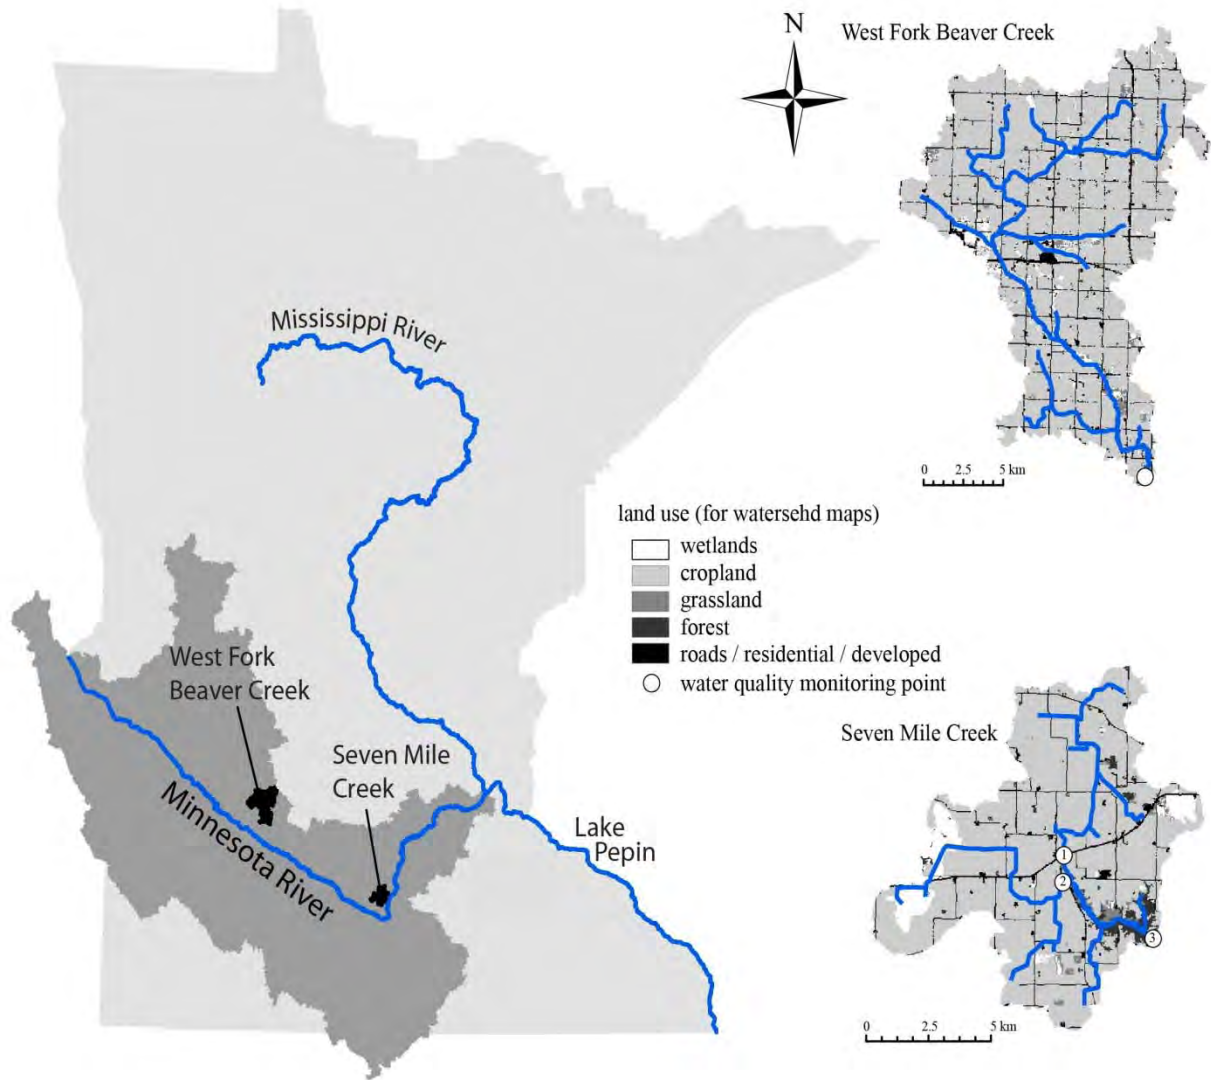 N
West Fork Beaver Creek
Mississippi River
0 2.5 5 km
land use (for watersehd maps)
wetlands
cropland
grassland
forest
roads / residential / developed
water quality monitoring point
West Fork
Beaver Creek
Seven Mile
Creek
Minnesota River
Lake
Pepin
Seven Mile Creek
1
2
3
0 2.5 5 km